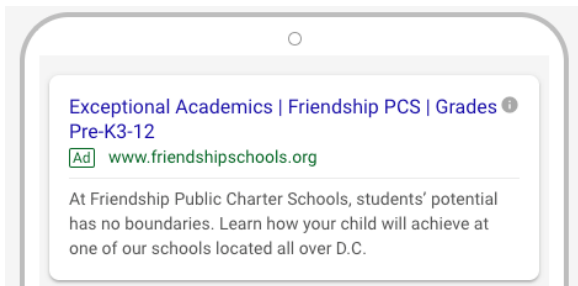 Exceptional Academics | Friendship PCS | Grades
Pre-K3-12
Ad www.friendshipschools.org
At Friendship Public Charter Schools, students’ potential
has no boundaries. Learn how your child will achieve at
one of our schools located all over D.C.